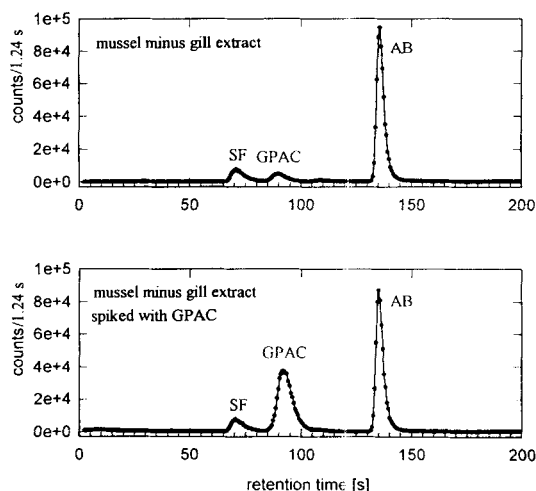 1e+5
8e+4
6e+4
4e+4
2e+4
0e+0
counts/1.24 s
mussel minus gill extract
SF
GPAC
AB
0
50
100
150
200
1e+5
8e+4
6e+4
4e+4
2e+4
0e+0
counts/1.24 s
mussel minus gill extract
spiked with GPAC
SF
GPAC
AB
0
50
100
150
200
retention time [s]